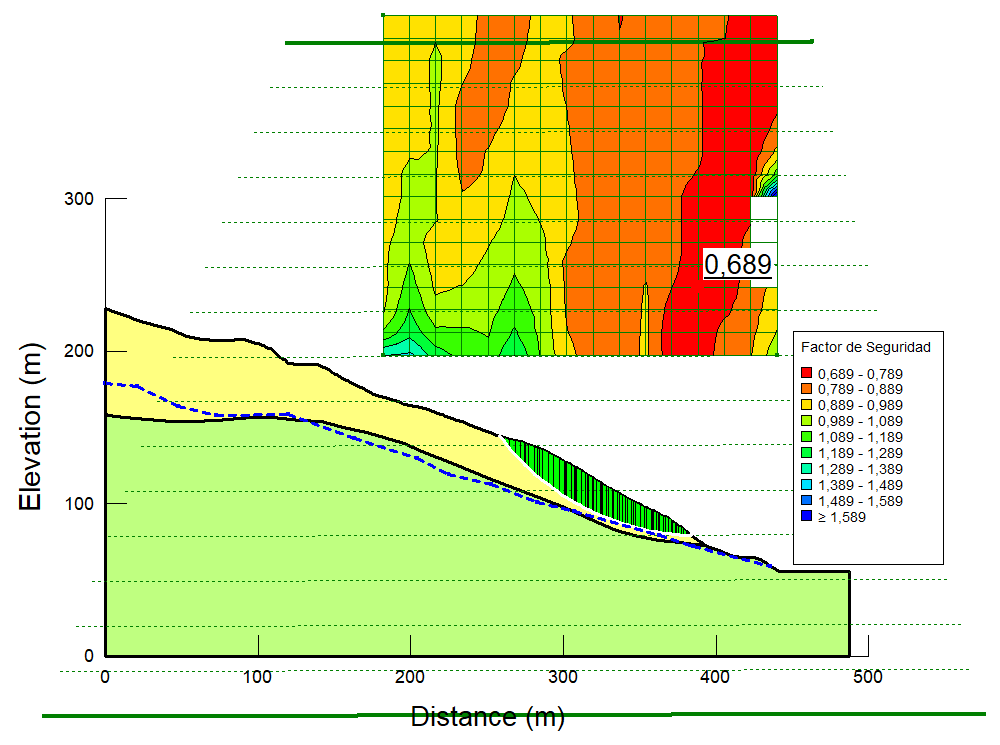 300
200
100
0
Elevation (m)
0
100
200
300
400
500
Distance (m)
0,689
Factor de Seguridad
0,689 - 0,789
0,789 - 0,889
0,889 - 0,989
0,989 - 1,089
1,089 - 1,189
1,189 - 1,289
1,289 - 1,389
1,389 - 1,489
1,489 - 1,589
≥ 1,589